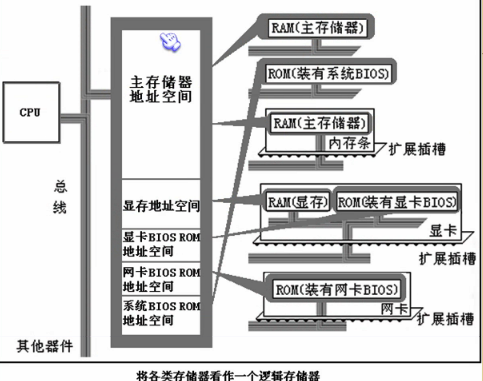 RAM(主存储器)
主存储器
地址空间
ROM(装有系统BIOS)
CPU
RAM(主存储器)
内存条
扩展插槽
总
线
显存地址空间
RAM(显存)
ROM(装有显卡BIOS)
显卡BIOS ROM
地址空间
显卡
扩展插槽
网卡BIOS ROM
地址空间
ROM(装有网卡BIOS)
系统BIOS ROM
地址空间
网卡
扩展插槽
其他器件
将各类存储器看作一个逻辑存储器